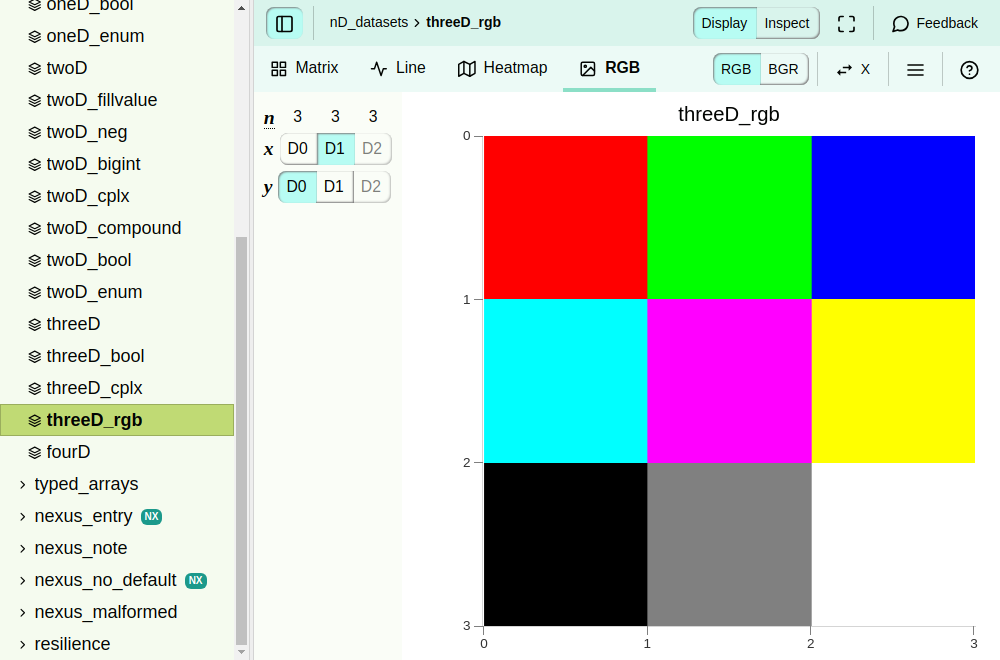 oneD_bool
oneD_enum
twoD
twoD_fillvalue
twoD_neg
twoD_bigint
twoD_cplx
twoD_compound
twoD_bool
twoD_enum
threeD
threeD_bool
threeD_cplx
threeD_rgb
fourD
typed_arrays
nexus_entry NX
nexus_note
nexus_no_default NX
nexus_malformed
resilience
nD_datasets > threeD_rgb
Display Inspect
Feedback
Matrix Line Heatmap RGB
RGB BGR
X
n 3 3 3
x D0 D1 D2
y D0 D1 D2
threeD_rgb
0
1
2
3
0 1 2 3